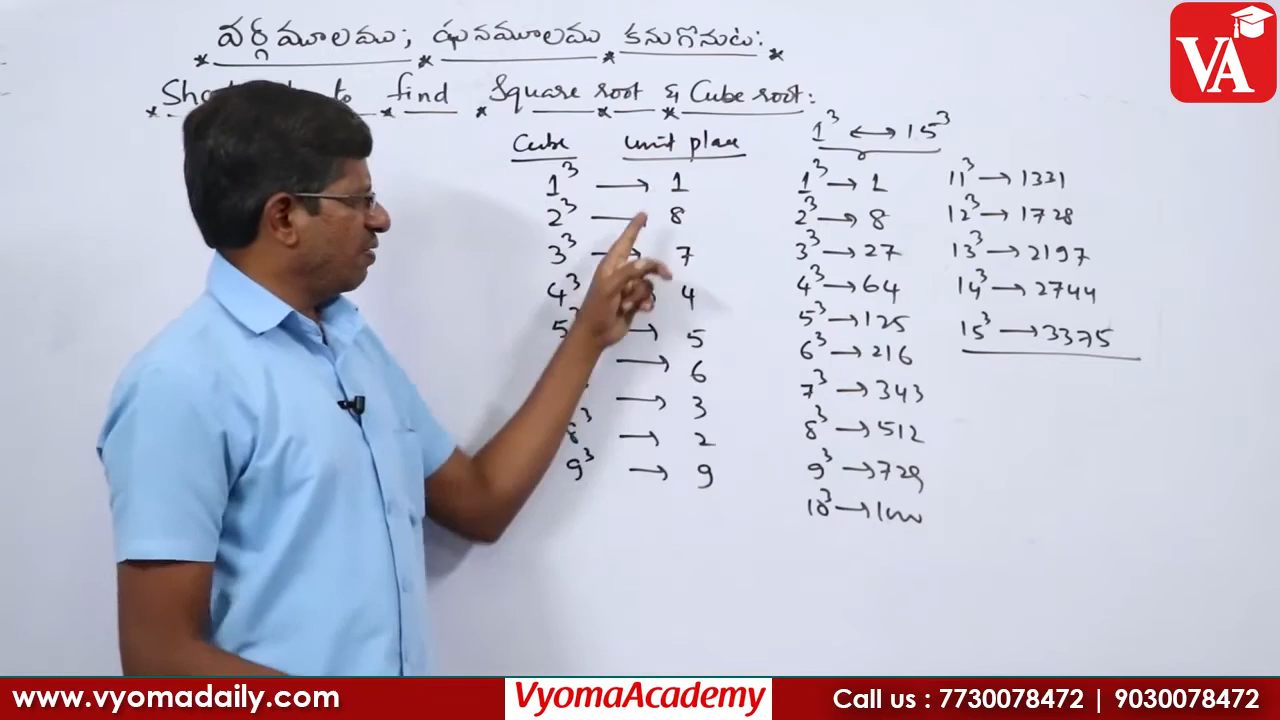 వర్గమూలము; ఘనమూలము కనుగొనుట:
to find Square root & Cube root:
VA
Cube unit place
1³ → 1
2³ → 8
3³ → 7
4³ 4
5³ → 5
→ 6
→ 3
8³ → 2
9³ → 9
1³ ↔ 15³
1³ → 1
2³ → 8
3³ → 27
4³ → 64
5³ → 125
6³ → 216
7³ → 343
8³ → 512
9³ → 729
10³ → 1000
11³ → 1331
12³ → 1728
13³ → 2197
14³ → 2744
15³ → 3375
www.vyomadaily.com
VyomaAcademy
Call us : 7730078472 | 9030078472